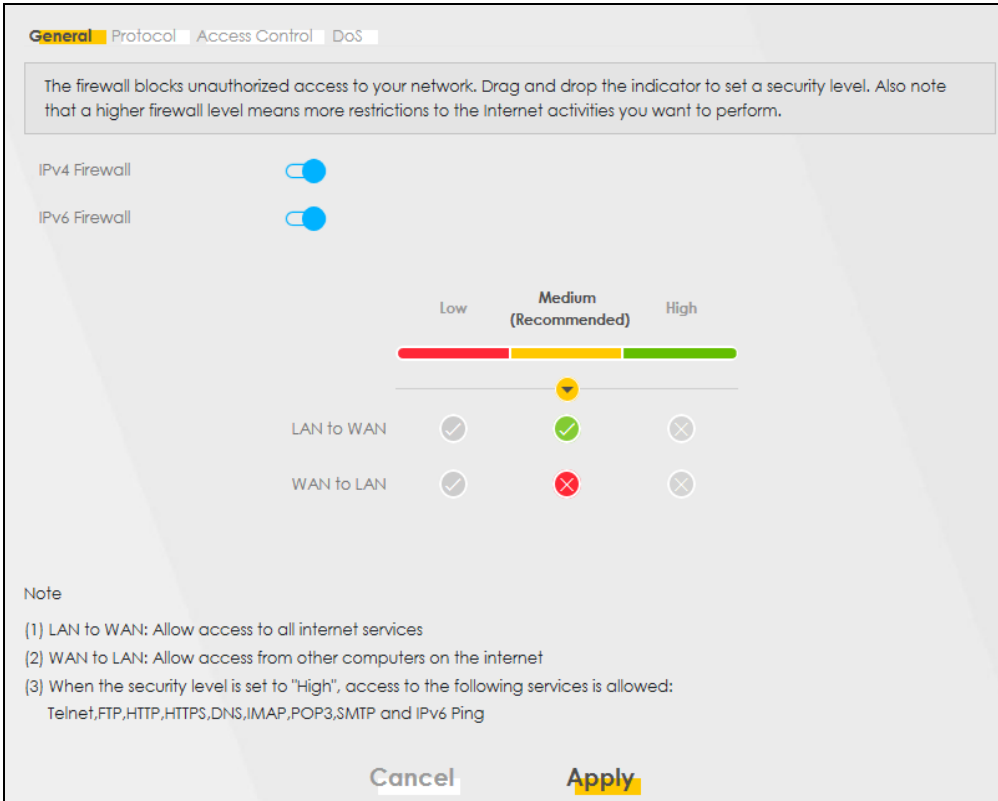 General Protocol Access Control DoS
The firewall blocks unauthorized access to your network. Drag and drop the indicator to set a security level. Also note
that a higher firewall level means more restrictions to the Internet activities you want to perform.
IPv4 Firewall
IPv6 Firewall
Low Medium High
(Recommended)
LAN to WAN
WAN to LAN
Note
(1) LAN to WAN: Allow access to all internet services
(2) WAN to LAN: Allow access from other computers on the internet
(3) When the security level is set to "High", access to the following services is allowed:
Telnet,FTP,HTTP,HTTPS,DNS,IMAP,POP3,SMTP and IPv6 Ping
Cancel Apply